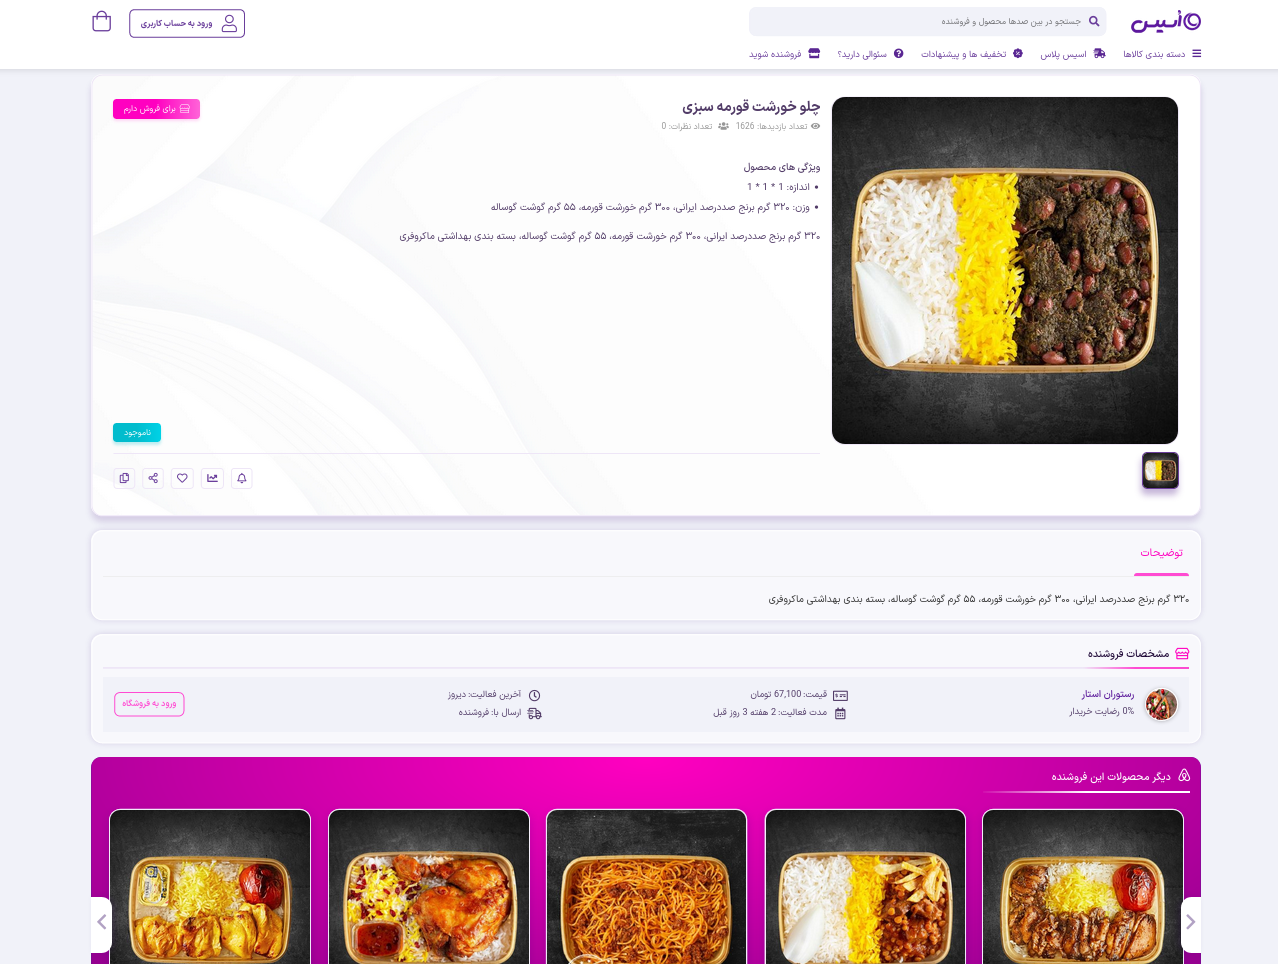 اسیس
جستجو در بین صدها محصول و فروشنده
ورود به حساب کاربری
دسته بندی کالاها
اسیس پلاس
تخفیف ها و پیشنهادات
سئوالی دارید؟
فروشنده شوید
چلو خورشت قورمه سبزی
برای فروش دارم
تعداد بازدیدها: 1626
تعداد نظرات: 0
ویژگی های محصول
• اندازه: 1 * 1 * 1
• وزن: ۳۲۰ گرم برنج صددرصد ایرانی، ۳۰۰ گرم خورشت قورمه، ۵۵ گرم گوشت گوساله
۳۲۰ گرم برنج صددرصد ایرانی، ۳۰۰ گرم خورشت قورمه، ۵۵ گرم گوشت گوساله، بسته بندی بهداشتی ماکروفری
ناموجود
توضیحات
۳۲۰ گرم برنج صددرصد ایرانی، ۳۰۰ گرم خورشت قورمه، ۵۵ گرم گوشت گوساله، بسته بندی بهداشتی ماکروفری
مشخصات فروشنده
رستوران استار
0% رضایت خریدار
قیمت: 67,100 تومان
مدت فعالیت: 2 هفته 3 روز قبل
آخرین فعالیت: دیروز
ارسال با: فروشنده
ورود به فروشگاه
دیگر محصولات این فروشنده